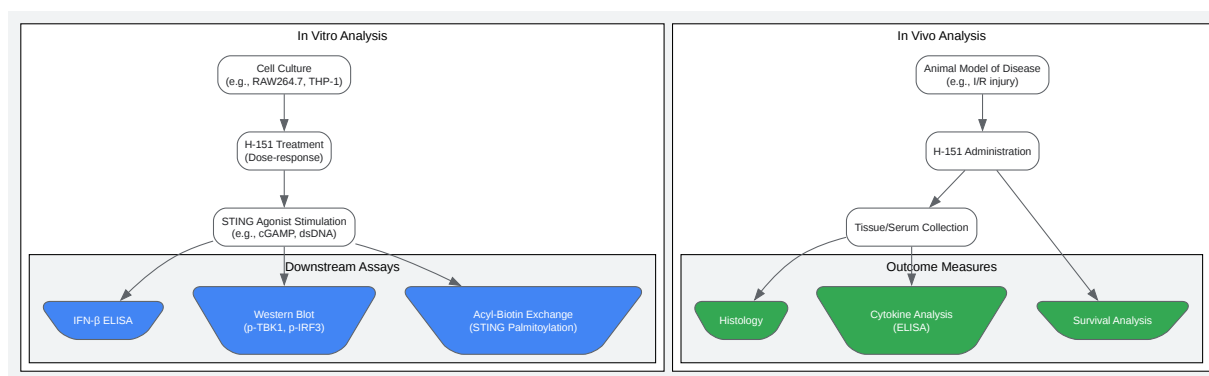 In Vitro Analysis
Cell Culture
(e.g., RAW264.7, THP-1)
H-151 Treatment
(Dose-response)
STING Agonist Stimulation
(e.g., cGAMP, dsDNA)
Downstream Assays
IFN-β ELISA
Western Blot
(p-TBK1, p-IRF3)
Acyl-Biotin Exchange
(STING Palmitoylation)
In Vivo Analysis
Animal Model of Disease
(e.g., I/R injury)
H-151 Administration
Tissue/Serum Collection
Outcome Measures
Histology
Cytokine Analysis
(ELISA)
Survival Analysis